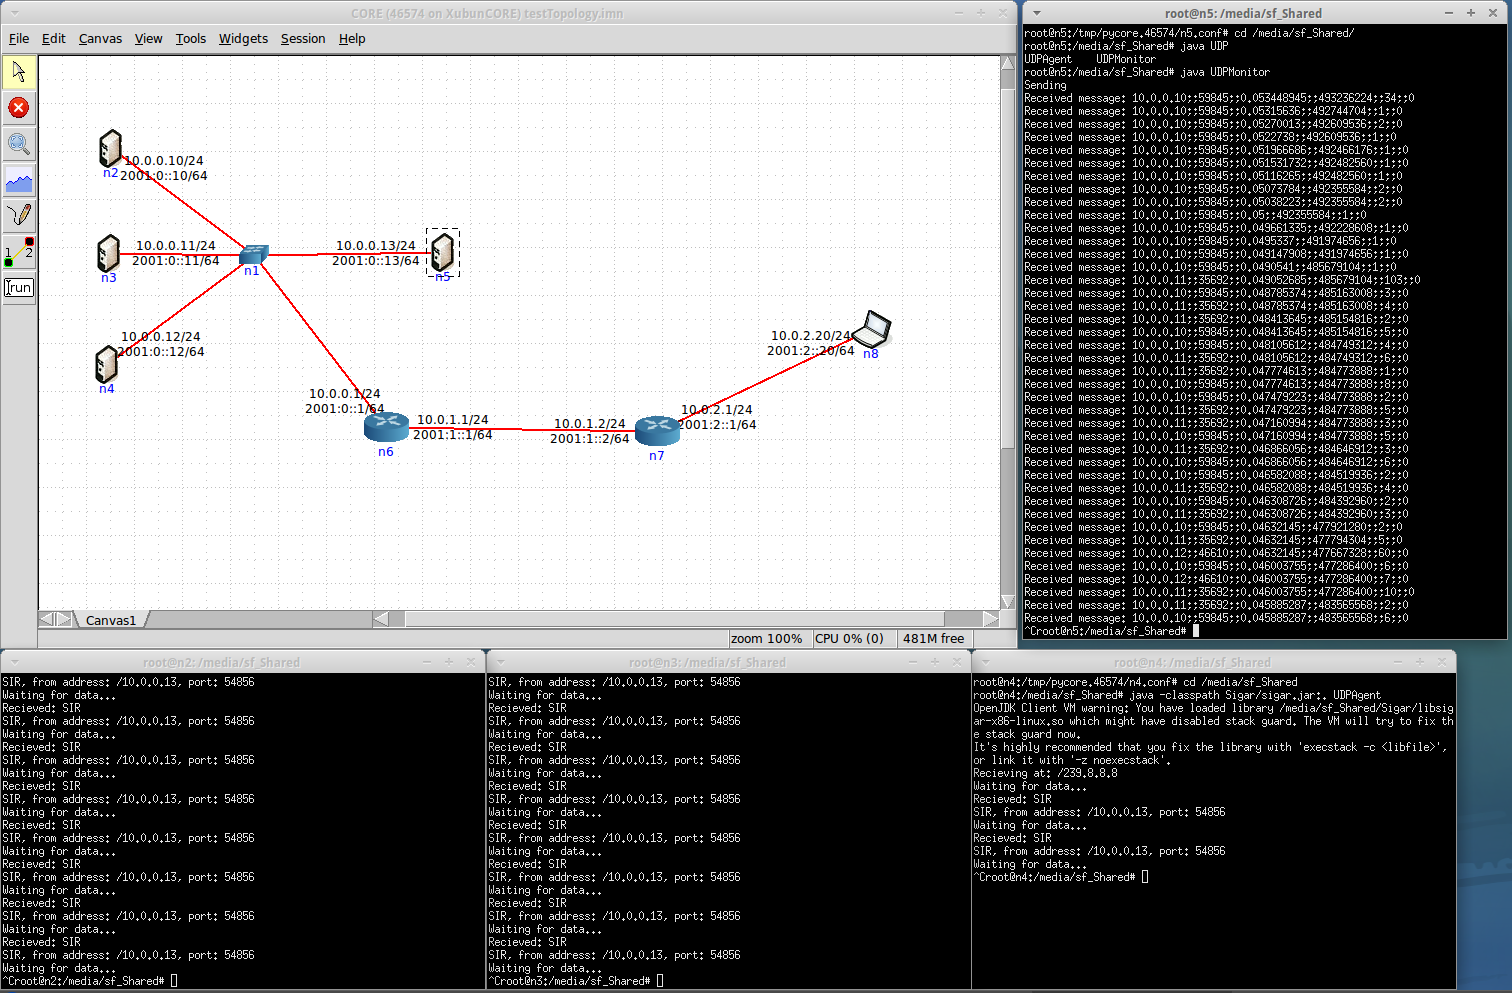 CORE (46574 on XubunCORE) testTopology.imn
File Edit Canvas View Tools Widgets Session Help
1 2
run
10.0.0.10/24
2001:0::10/64
n2
10.0.0.11/24
2001:0::11/64
n3
n1
10.0.0.13/24
2001:0::13/64
n5
10.0.0.12/24
2001:0::12/64
n4
10.0.2.20/24
2001:2::20/64
n8
10.0.0.1/24
2001:0::1/64
10.0.1.1/24
2001:1::1/64
n6
10.0.1.2/24
2001:1::2/64
10.0.2.1/24
2001:2::1/64
n7
Canvas1
zoom 100% CPU 0% (0) 481M free
root@n5: /media/sf_Shared
root@n5:/tmp/pycore.46574/n5.conf# cd /media/sf_Shared/
root@n5:/media/sf_Shared# java UDP
UDPAgent UDPMonitor
root@n5:/media/sf_Shared# java UDPMonitor
Sending
Received message: 10.0.0.10;;59845;;0.053448945;;493236224;;34;;0
Received message: 10.0.0.10;;59845;;0.05315636;;492744704;;1;;0
Received message: 10.0.0.10;;59845;;0.05270013;;492609536;;2;;0
Received message: 10.0.0.10;;59845;;0.0522738;;492609536;;1;;0
Received message: 10.0.0.10;;59845;;0.051966686;;492466176;;1;;0
Received message: 10.0.0.10;;59845;;0.051531732;;492482560;;1;;0
Received message: 10.0.0.10;;59845;;0.05116265;;492482560;;1;;0
Received message: 10.0.0.10;;59845;;0.05073784;;492355584;;2;;0
Received message: 10.0.0.10;;59845;;0.05038223;;492355584;;2;;0
Received message: 10.0.0.10;;59845;;0.05;;492355584;;1;;0
Received message: 10.0.0.10;;59845;;0.049661335;;492228608;;1;;0
Received message: 10.0.0.10;;59845;;0.0495337;;491974656;;1;;0
Received message: 10.0.0.10;;59845;;0.049147908;;491974656;;1;;0
Received message: 10.0.0.10;;59845;;0.0490541;;485679104;;1;;0
Received message: 10.0.0.11;;35692;;0.049052685;;485679104;;103;;0
Received message: 10.0.0.10;;59845;;0.048785374;;485163008;;3;;0
Received message: 10.0.0.11;;35692;;0.048785374;;485163008;;4;;0
Received message: 10.0.0.11;;35692;;0.048413645;;485154816;;2;;0
Received message: 10.0.0.10;;59845;;0.048413645;;485154816;;5;;0
Received message: 10.0.0.10;;59845;;0.048105612;;484749312;;4;;0
Received message: 10.0.0.11;;35692;;0.048105612;;484749312;;6;;0
Received message: 10.0.0.11;;35692;;0.047774613;;484773888;;1;;0
Received message: 10.0.0.10;;59845;;0.047774613;;484773888;;8;;0
Received message: 10.0.0.10;;59845;;0.047479223;;484773888;;3;;0
Received message: 10.0.0.11;;35692;;0.047479223;;484773888;;5;;0
Received message: 10.0.0.11;;35692;;0.047160994;;484773888;;3;;0
Received message: 10.0.0.10;;59845;;0.047160994;;484773888;;5;;0
Received message: 10.0.0.11;;35692;;0.046866056;;484646912;;3;;0
Received message: 10.0.0.10;;59845;;0.046866056;;484646912;;6;;0
Received message: 10.0.0.10;;59845;;0.046582088;;484519936;;2;;0
Received message: 10.0.0.11;;35692;;0.046582088;;484519936;;4;;0
Received message: 10.0.0.10;;59845;;0.046308726;;484392960;;2;;0
Received message: 10.0.0.11;;35692;;0.046308726;;484392960;;3;;0
Received message: 10.0.0.10;;59845;;0.04632145;;477921280;;2;;0
Received message: 10.0.0.11;;35692;;0.04632145;;477794304;;5;;0
Received message: 10.0.0.12;;46610;;0.04632145;;477667328;;60;;0
Received message: 10.0.0.10;;59845;;0.046003755;;477286400;;6;;0
Received message: 10.0.0.12;;46610;;0.046003755;;477286400;;7;;0
Received message: 10.0.0.11;;35692;;0.046003755;;477286400;;10;;0
Received message: 10.0.0.11;;35692;;0.045885287;;483565568;;2;;0
Received message: 10.0.0.10;;59845;;0.045885287;;483565568;;6;;0
^Croot@n5:/media/sf_Shared#
root@n2: /media/sf_Shared
SIR, from address: /10.0.0.13, port: 54856
Waiting for data...
Recieved: SIR
SIR, from address: /10.0.0.13, port: 54856
Waiting for data...
Recieved: SIR
SIR, from address: /10.0.0.13, port: 54856
Waiting for data...
Recieved: SIR
SIR, from address: /10.0.0.13, port: 54856
Waiting for data...
Recieved: SIR
SIR, from address: /10.0.0.13, port: 54856
Waiting for data...
Recieved: SIR
SIR, from address: /10.0.0.13, port: 54856
Waiting for data...
Recieved: SIR
SIR, from address: /10.0.0.13, port: 54856
Waiting for data...
Recieved: SIR
SIR, from address: /10.0.0.13, port: 54856
Waiting for data...
^Croot@n2:/media/sf_Shared#
root@n3: /media/sf_Shared
SIR, from address: /10.0.0.13, port: 54856
Waiting for data...
Recieved: SIR
SIR, from address: /10.0.0.13, port: 54856
Waiting for data...
Recieved: SIR
SIR, from address: /10.0.0.13, port: 54856
Waiting for data...
Recieved: SIR
SIR, from address: /10.0.0.13, port: 54856
Waiting for data...
Recieved: SIR
SIR, from address: /10.0.0.13, port: 54856
Waiting for data...
Recieved: SIR
SIR, from address: /10.0.0.13, port: 54856
Waiting for data...
Recieved: SIR
SIR, from address: /10.0.0.13, port: 54856
Waiting for data...
Recieved: SIR
SIR, from address: /10.0.0.13, port: 54856
Waiting for data...
^Croot@n3:/media/sf_Shared#
root@n4: /media/sf_Shared
root@n4:/tmp/pycore.46574/n4.conf# cd /media/sf_Shared
root@n4:/media/sf_Shared# java -classpath Sigar/sigar.jar:. UDPAgent
OpenJDK Client VM warning: You have loaded library /media/sf_Shared/Sigar/libsig
ar-x86-linux.so which might have disabled stack guard. The VM will try to fix th
e stack guard now.
It's highly recommended that you fix the library with 'execstack -c <libfile>',
or link it with '-z noexecstack'.
Recieving at: /239.8.8.8
Waiting for data...
Recieved: SIR
SIR, from address: /10.0.0.13, port: 54856
Waiting for data...
Recieved: SIR
SIR, from address: /10.0.0.13, port: 54856
Waiting for data...
^Croot@n4:/media/sf_Shared#